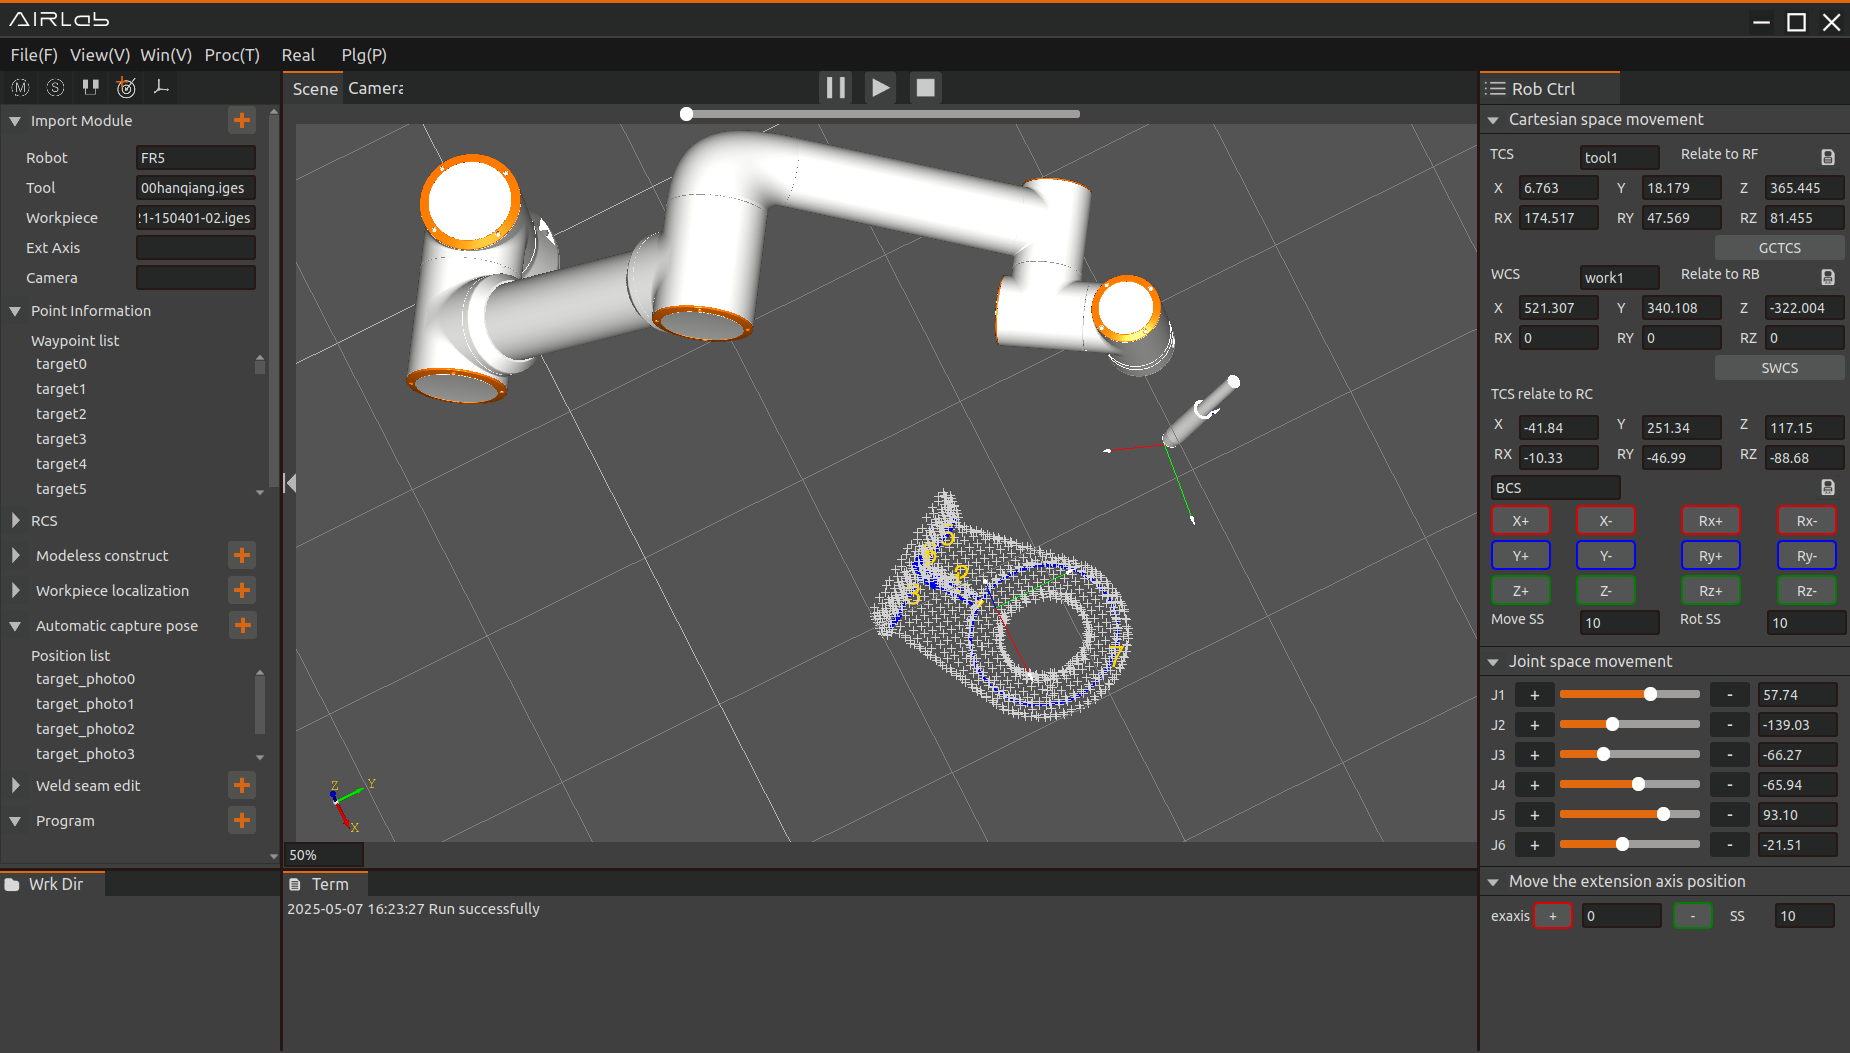 AIRLab
File(F) View(V) Win(V) Proc(T) Real Plg(P)
M S
Import Module
Robot FR5
Tool 00hanqiang.iges
Workpiece 21-150401-02.iges
Ext Axis
Camera
Point Information
Waypoint list
target0
target1
target2
target3
target4
target5
RCS
Modeless construct
Workpiece localization
Automatic capture pose
Position list
target_photo0
target_photo1
target_photo2
target_photo3
Weld seam edit
Program
Wrk Dir
Scene Camera
3
7
Z Y
X
50%
Term
2025-05-07 16:23:27 Run successfully
Rob Ctrl
Cartesian space movement
TCS tool1 Relate to RF
X 6.763 Y 18.179 Z 365.445
RX 174.517 RY 47.569 RZ 81.455
GCTCS
WCS work1 Relate to RB
X 521.307 Y 340.108 Z -322.004
RX 0 RY 0 RZ 0
SWCS
TCS relate to RC
X -41.84 Y 251.34 Z 117.15
RX -10.33 RY -46.99 RZ -88.68
BCS
X+ X- Rx+ Rx-
Y+ Y- Ry+ Ry-
Z+ Z- Rz+ Rz-
Move SS 10 Rot SS 10
Joint space movement
J1 + - 57.74
J2 + - -139.03
J3 + - -66.27
J4 + - -65.94
J5 + - 93.10
J6 + - -21.51
Move the extension axis position
exaxis + 0 - SS 10